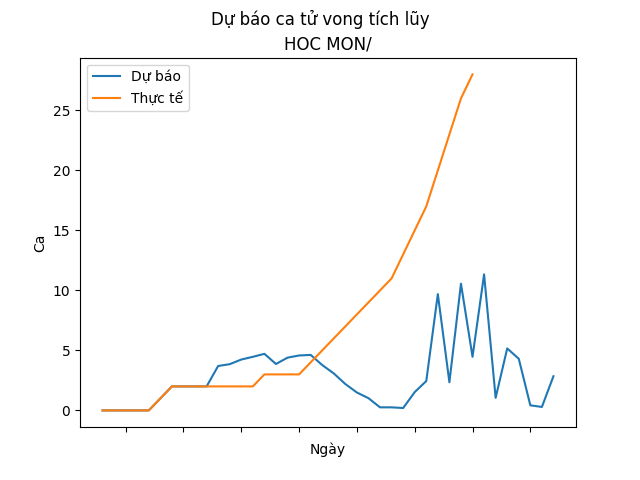 Dự báo ca tử vong tích lũy
HOC MON/
Dự báo
Thực tế
25
20
15
10
5
0
Ca
Ngày